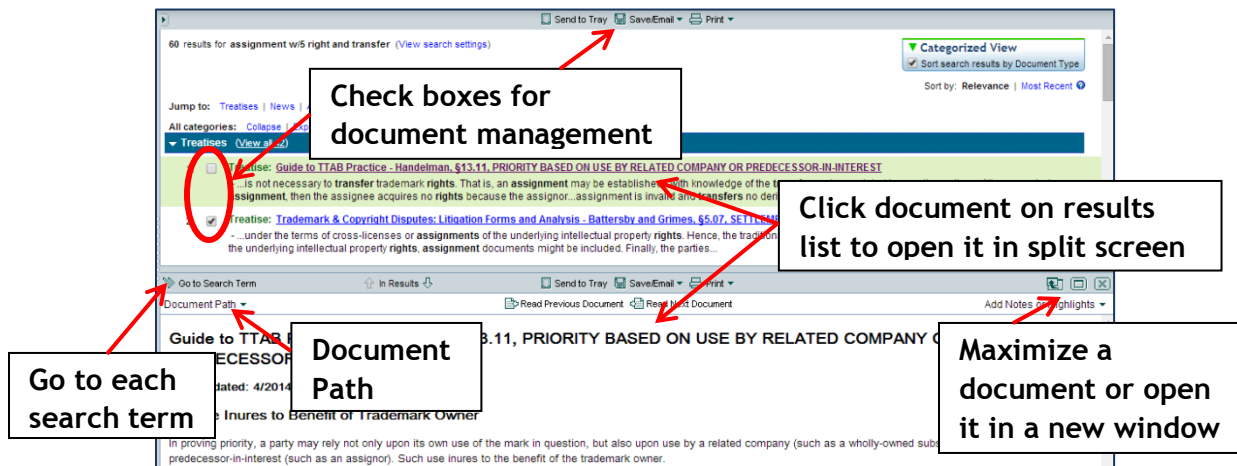 Send to Tray Save/Email Print
60 results for assignment w/5 right and transfer (View search settings)
Categorized View
Sort search results by Document Type
Sort by: Relevance | Most Recent
Check boxes for
document management
Jump to: Treatises | News |
All categories: Collapse |
Treatises (View all
Treatise: Guide to TTAB Practice - Handelman, §13.11, PRIORITY BASED ON USE BY RELATED COMPANY OR PREDECESSOR-IN-INTEREST
- ...is not necessary to transfer trademark rights. That is, an assignment may be established with knowledge of the
assignment, then the assignee acquires no rights because the assignor...assignment is invalid and transfers no
Click document on results
list to open it in split screen
Treatise: Trademark & Copyright Disputes: Litigation Forms and Analysis - Battersby and Grimes, §5.07,
- ...under the terms of cross-licenses or assignments of the underlying intellectual property rights. Hence, the
the underlying intellectual property rights, assignment documents might be included. Finally, the parties...
Go to Search Term In Results Send to Tray Save/Email Print
Document Path Read Previous Document Read Next Document Add Notes or Highlights
Guide to TTAB 3.11, PRIORITY BASED ON USE BY RELATED COMPANY
Document
Path
Maximize a
document or open
it in a new window
Go to each
search term
4/2014
Inures to Benefit of Trademark Owner
In proving priority, a party may rely not only upon its own use of the mark in question, but also upon use by a related company (such as a wholly-owned
predecessor-in-interest (such as an assignor). Such use inures to the benefit of the trademark owner.